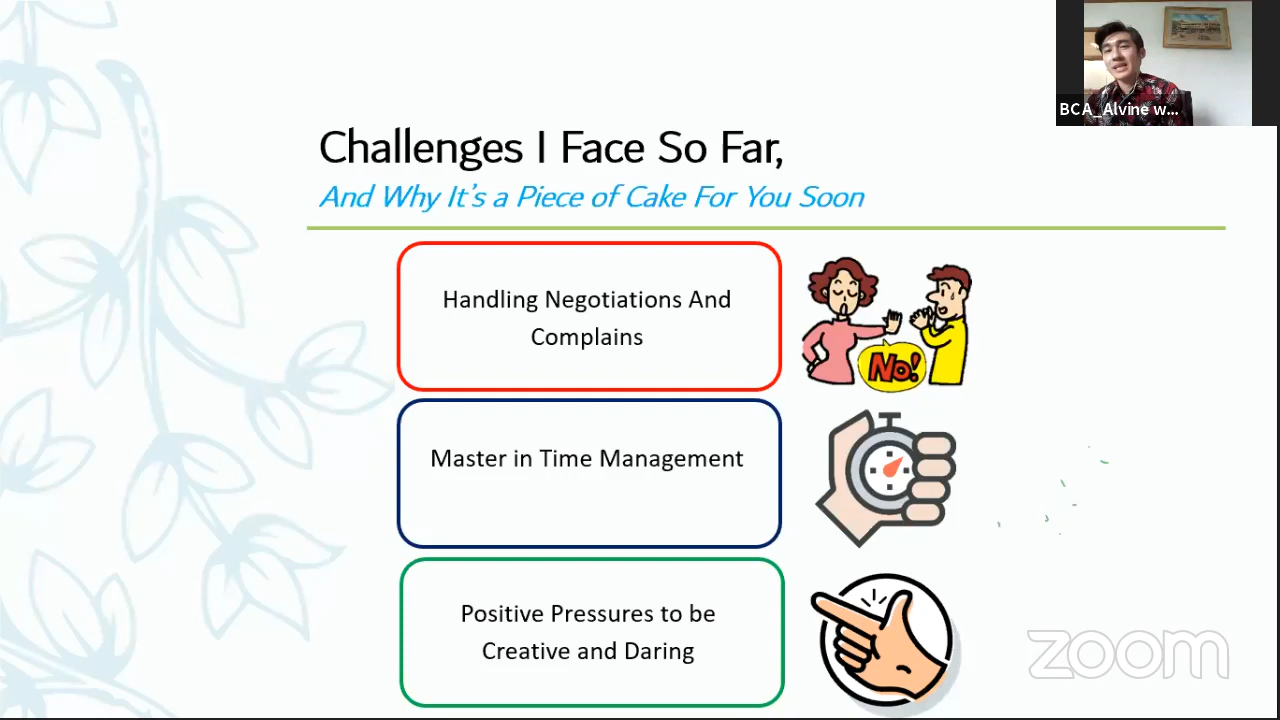 BCA_Alvine w...
Challenges I Face So Far,
And Why It's a Piece of Cake For You Soon
Handling Negotiations And
Complains
No!
Master in Time Management
Positive Pressures to be
Creative and Daring
zoom